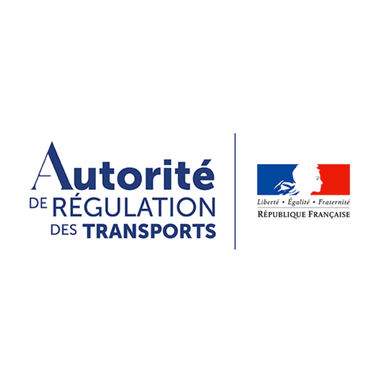 Autorité
DE RÉGULATION
DES TRANSPORTS
Liberté • Égalité • Fraternité
RÉPUBLIQUE FRANÇAISE